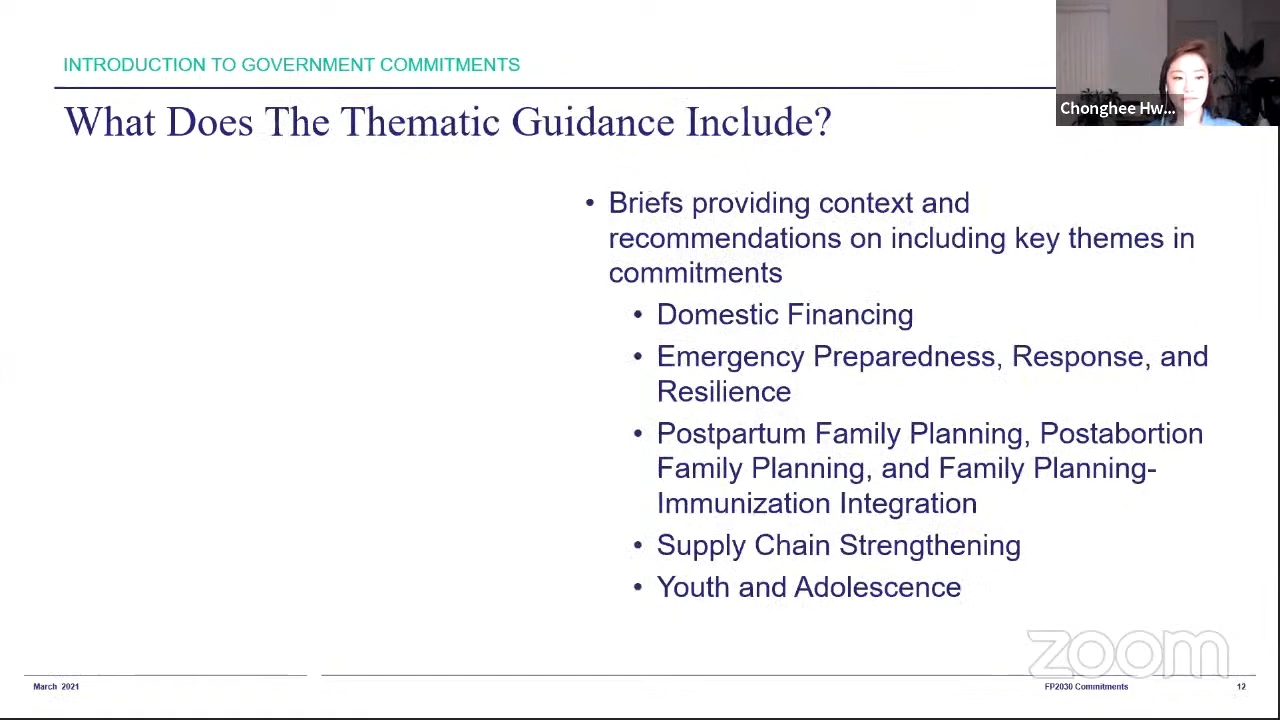 INTRODUCTION TO GOVERNMENT COMMITMENTS
Chonghee Hw...
What Does The Thematic Guidance Include?
• Briefs providing context and
recommendations on including key themes in
commitments
• Domestic Financing
• Emergency Preparedness, Response, and
Resilience
• Postpartum Family Planning, Postabortion
Family Planning, and Family Planning-
Immunization Integration
• Supply Chain Strengthening
• Youth and Adolescence
zoom
March 2021
FP2030 Commitments
12